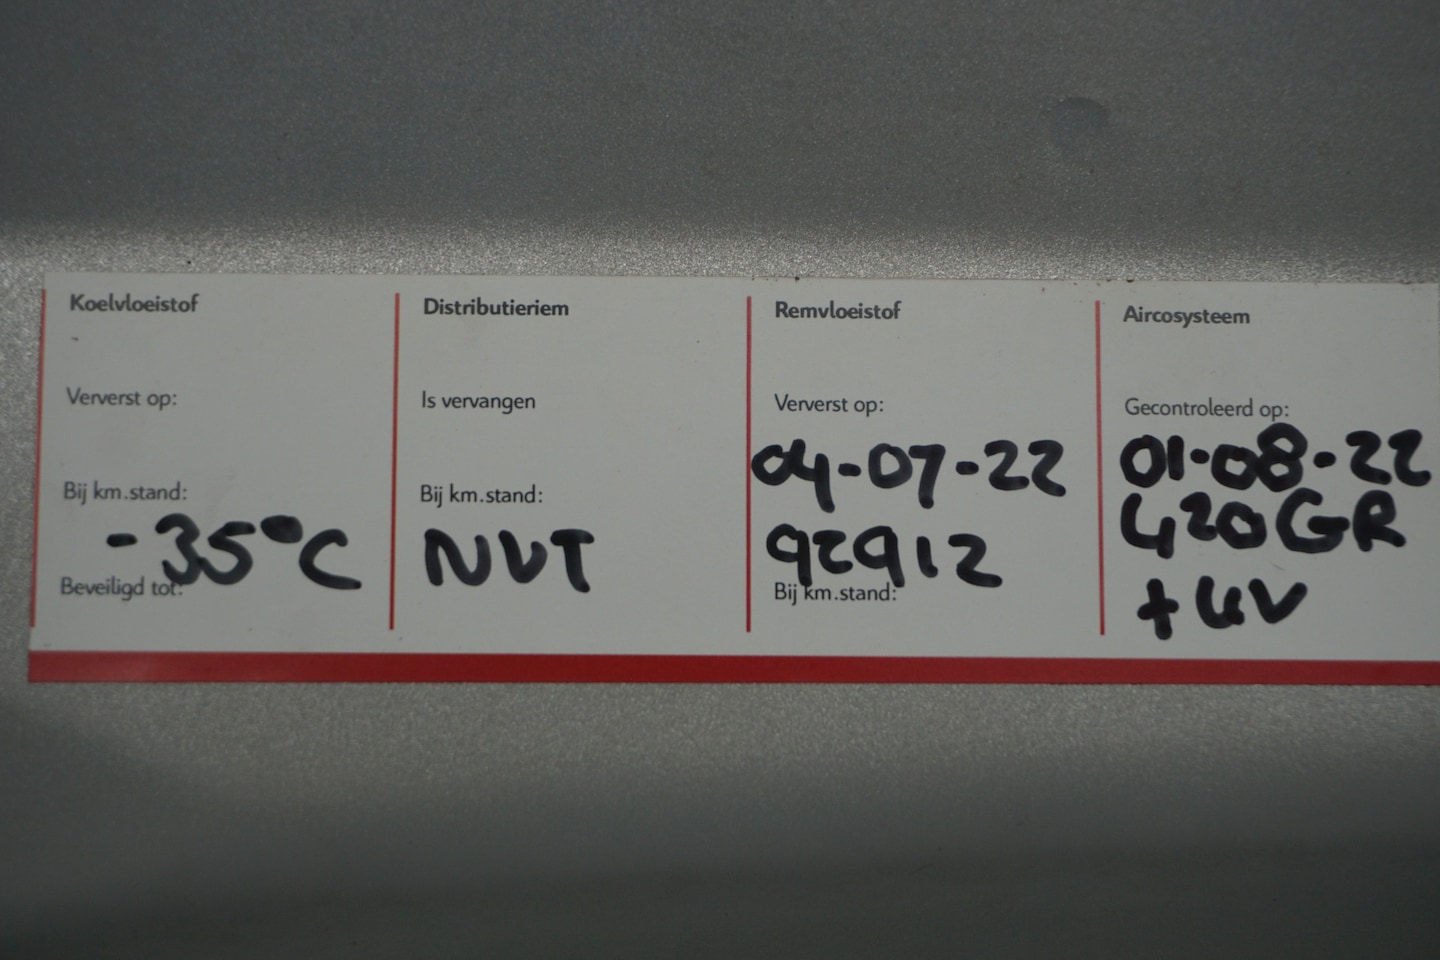 Koelvloeistof
Ververst op:
Bij km.stand:
-35°C
Beveiligd tot:
Distributieriem
Is vervangen
Bij km.stand:
NVT
Remvloeistof
Ververst op:
04-07-22
92912
Bij km.stand:
Aircosysteem
Gecontroleerd op:
01-08-22
420GR
+UV